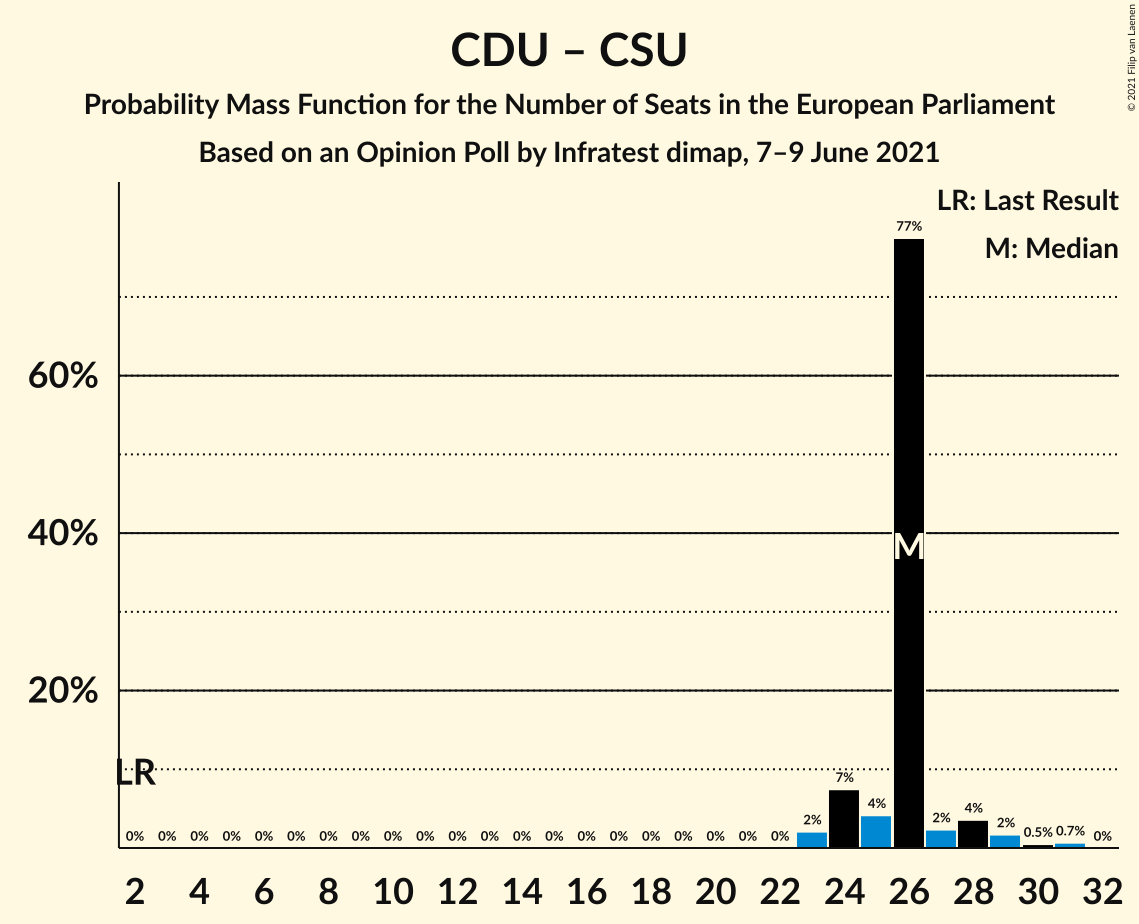 CDU – CSU
Probability Mass Function for the Number of Seats in the European Parliament
Based on an Opinion Poll by Infratest dimap, 7–9 June 2021
© 2021 Filip van Laenen
LR: Last Result
M: Median
77%
60%
40%
M
20%
LR
0% 0% 0% 0% 0% 0% 0% 0% 0% 0% 0% 0% 0% 0% 0% 0% 0% 0% 0% 0% 0% 2% 7% 4% 2% 4% 2% 0.5% 0.7% 0%
2 4 6 8 10 12 14 16 18 20 22 24 26 28 30 32